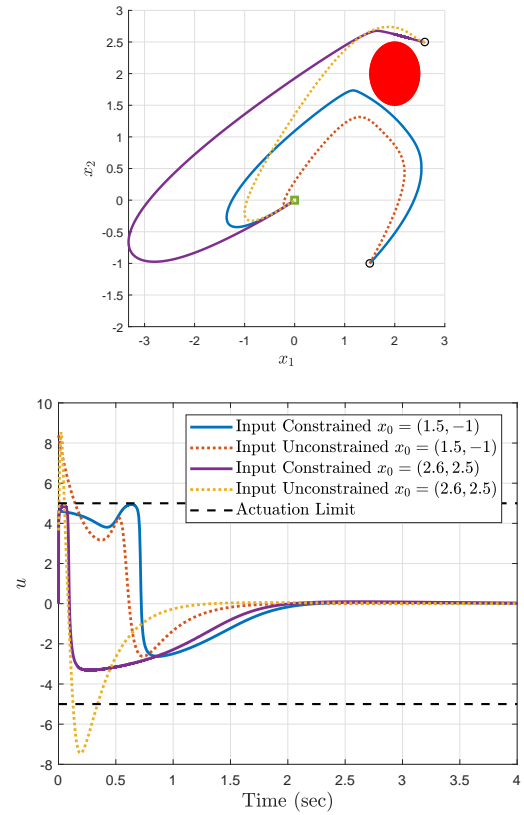 3
2.5
2
1.5
1
0.5
0
-0.5
-1
-1.5
-2
x₂
-3 -2 -1 0 1 2 3
x₁
10
8
6
4
2
0
-2
-4
-6
-8
u
Input Constrained x₀ = (1.5, −1)
Input Unconstrained x₀ = (1.5, −1)
Input Constrained x₀ = (2.6, 2.5)
Input Unconstrained x₀ = (2.6, 2.5)
Actuation Limit
0 0.5 1 1.5 2 2.5 3 3.5 4
Time (sec)